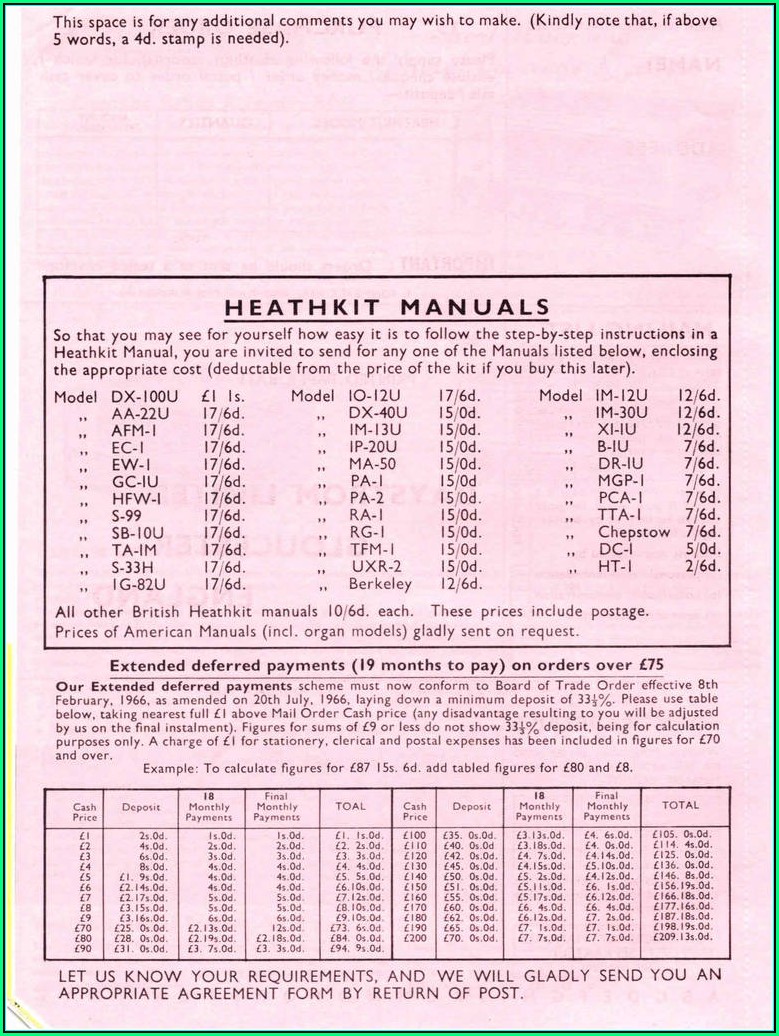 This space is for any additional comments you may wish to make. (Kindly note that, if above
5 words, a 4d. stamp is needed).
HEATHKIT MANUALS
So that you may see for yourself how easy it is to follow the step-by-step instructions in a
Heathkit Manual, you are invited to send for any one of the Manuals listed below, enclosing
the appropriate cost (deductable from the price of the kit if you buy this later).
Model DX-100U £1 1s. Model IO-12U 17/6d. Model IM-12U 12/6d.
,, AA-22U 17/6d. ,, DX-40U 15/0d. ,, IM-30U 12/6d.
,, AFM-1 17/6d. ,, IM-13U 15/0d. ,, XI-IU 12/6d.
,, EC-1 17/6d. ,, IP-20U 15/0d. ,, B-IU 7/6d.
,, EW-1 17/6d. ,, MA-50 15/0d. ,, DR-IU 7/6d.
,, GC-IU 17/6d. ,, PA-1 15/0d ,, MGP-1 7/6d.
,, HFW-1 17/6d. ,, PA-2 15/0d. ,, PCA-1 7/6d.
,, S-99 17/6d. ,, RA-1 15/0d. ,, TTA-1 7/6d.
,, SB-10U 17/6d. ,, RG-1 15/0d. ,, Chepstow 7/6d.
,, TA-IM 17/6d. ,, TFM-1 15/0d. ,, DC-1 5/0d.
,, S-33H 17/6d. ,, UXR-2 15/0d. ,, HT-1 2/6d.
,, IG-82U 17/6d. ,, Berkeley 12/6d.
All other British Heathkit manuals 10/6d. each. These prices include postage.
Prices of American Manuals (incl. organ models) gladly sent on request.
Extended deferred payments (19 months to pay) on orders over £75
Our Extended deferred payments scheme must now conform to Board of Trade Order effective 8th
February, 1966, as amended on 20th July, 1966, laying down a minimum deposit of 33⅓%. Please use table
below, taking nearest full £1 above Mail Order Cash price (any disadvantage resulting to you will be adjusted
by us on the final instalment). Figures for sums of £9 or less do not show 33⅓% deposit, being for calculation
purposes only. A charge of £1 for stationery, clerical and postal expenses has been included in figures for £70
and over.
Example: To calculate figures for £87 15s. 6d. add tabled figures for £80 and £8.
Cash Price Deposit 18 Monthly Payments Final Monthly Payments TOAL Cash Price Deposit 18 Monthly Payments Final Monthly Payments TOTAL
£1 2s.0d. 1s.0d. 1s.0d. £1. 1s.0d. £100 £35. 0s.0d. £3.13s.0d. £4. 6s.0d. £105. 0s.0d.
£2 4s.0d. 2s.0d. 2s.0d. £2. 2s.0d. £110 £40. 0s.0d £3.18s.0d. £4. 0s.0d. £114. 4s.0d.
£3 6s.0d. 3s.0d. 3s.0d. £3. 3s.0d. £120 £42. 0s.0d. £4. 7s.0d. £4.14s.0d. £125. 0s.0d.
£4 8s.0d. 4s.0d. 4s.0d. £4. 4s.0d. £130 £45. 0s.0d. £4.15s.0d. £5.10s.0d. £136. 0s.0d.
£5 £1. 9s.0d. 4s.0d. 4s.0d. £5. 5s.0d. £140 £50. 0s.0d. £5. 2s.0d. £4.12s.0d. £146. 8s.0d.
£6 £2.14s.0d. 4s.0d. 4s.0d. £6.10s.0d. £150 £51. 0s.0d. £5.11s.0d. £6. 1s.0d. £156.19s.0d.
£7 £2.17s.0d. 5s.0d. 5s.0d. £7.12s.0d. £160 £55. 0s.0d. £5.17s.0d. £6.12s.0d. £166.18s.0d.
£8 £3.15s.0d. 5s.0d. 5s.0d. £8.10s.0d. £170 £60. 0s.0d. £6. 4s.0d. £6. 4s.0d. £177.16s.0d.
£9 £3.16s.0d. 6s.0d. 6s.0d. £9.10s.0d. £180 £62. 0s.0d. £6.12s.0d. £7. 2s.0d. £187.18s.0d.
£70 £25. 0s.0d. £2.13s.0d. 12s.0d. £73. 6s.0d. £190 £65. 0s.0d. £7. 1s.0d. £7. 1s.0d. £198.19s.0d.
£80 £28. 0s.0d. £2.19s.0d. £2.18s.0d. £84. 0s.0d. £200 £70. 0s.0d. £7. 7s.0d. £7. 7s.0d. £209.13s.0d.
£90 £31. 0s.0d. £3. 7s.0d. £3. 3s.0d. £94. 9s.0d.
LET US KNOW YOUR REQUIREMENTS, AND WE WILL GLADLY SEND YOU AN
APPROPRIATE AGREEMENT FORM BY RETURN OF POST.